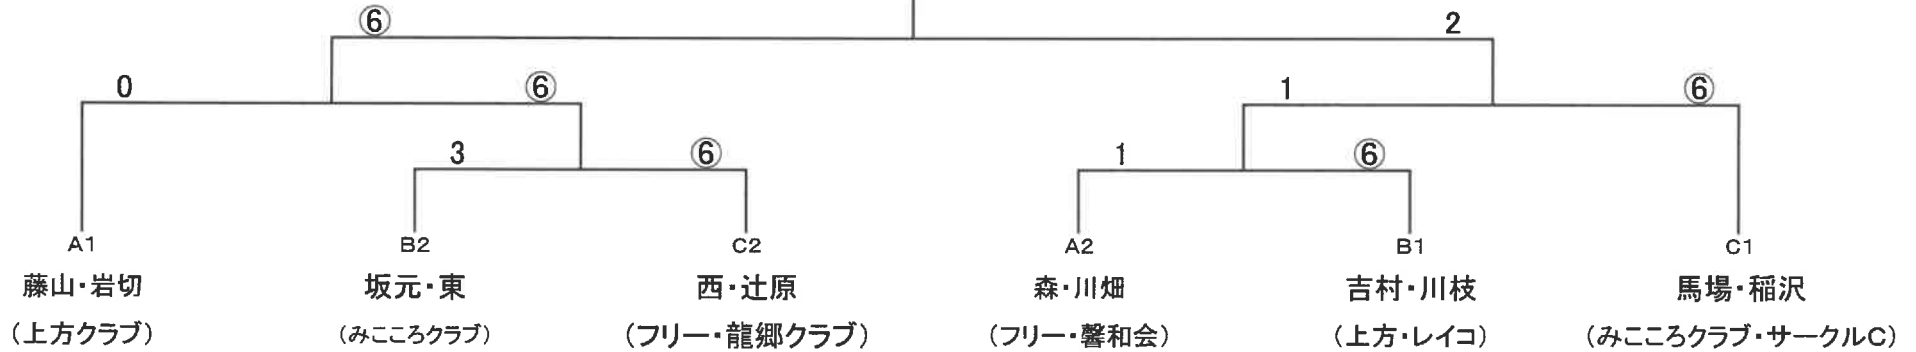 ⑥ 2
0 ⑥ 1 ⑥
3 ⑥ 1 ⑥
A1 B2 C2 A2 B1 C1
藤山・岩切 坂元・東 西・辻原 森・川畑 吉村・川枝 馬場・稲沢
(上方クラブ) (みこころクラブ) (フリー・龍郷クラブ) (フリー・響和会) (上方・レイコ) (みこころクラブ・サークルC)